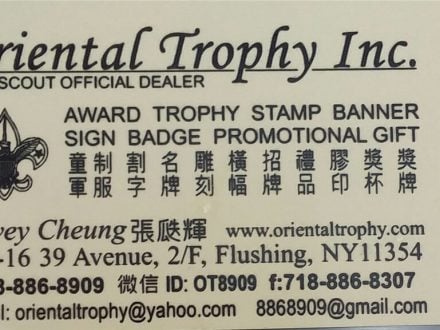 riental Trophy Inc.
SCOUT OFFICIAL DEALER
AWARD TROPHY STAMP BANNER
SIGN BADGE PROMOTIONAL GIFT
童制割名雕橫招禮膠獎獎
軍服字牌刻幅牌品印杯牌
vey Cheung 張 輝 www.orientaltrophy.com
-16 39 Avenue, 2/F, Flushing, NY11354
8-886-8909 微信 ID: OT8909 f:718-886-8307
l: orientaltrophy@yahoo.com 8868909@gmail.com